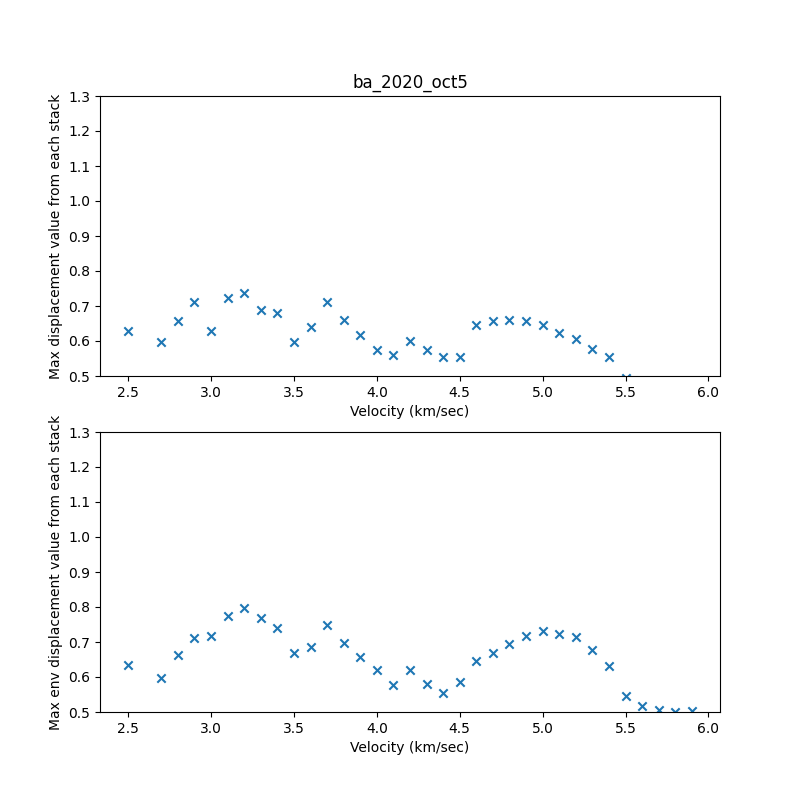 ba_2020_oct5
Max displacement value from each stack
1.3
1.2
1.1
1.0
0.9
0.8
0.7
0.6
0.5
2.5 3.0 3.5 4.0 4.5 5.0 5.5 6.0
Velocity (km/sec)
Max env displacement value from each stack
1.3
1.2
1.1
1.0
0.9
0.8
0.7
0.6
0.5
2.5 3.0 3.5 4.0 4.5 5.0 5.5 6.0
Velocity (km/sec)